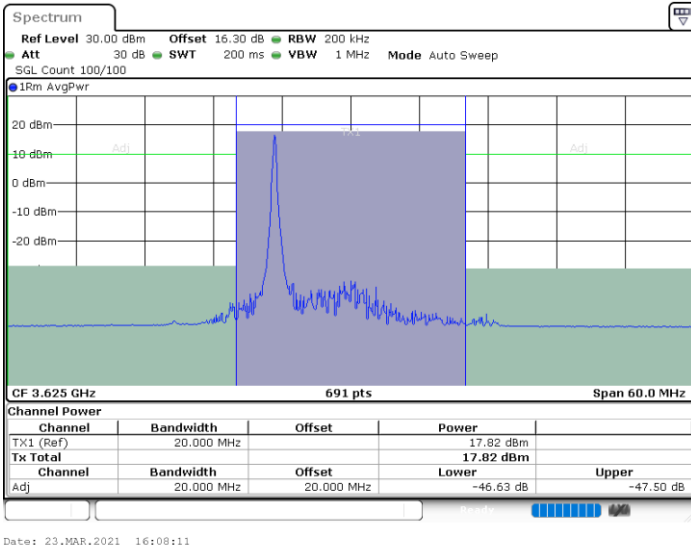 Spectrum
Ref Level 30.00 dBm Offset 16.30 dB RBW 200 kHz
Att 30 dB SWT 200 ms VBW 1 MHz Mode Auto Sweep
SGL Count 100/100
1Rm AvgPwr
TX1
20 dBm
Adj Adj
10 dBm
0 dBm
-10 dBm
-20 dBm
CF 3.625 GHz 691 pts Span 60.0 MHz
Channel Power
Channel Bandwidth Offset Power
TX1 (Ref) 20.000 MHz 17.82 dBm
Tx Total 17.82 dBm
Channel Bandwidth Offset Lower Upper
Adj 20.000 MHz 20.000 MHz -46.63 dB -47.50 dB
Ready
Date: 23.MAR.2021 16:08:11